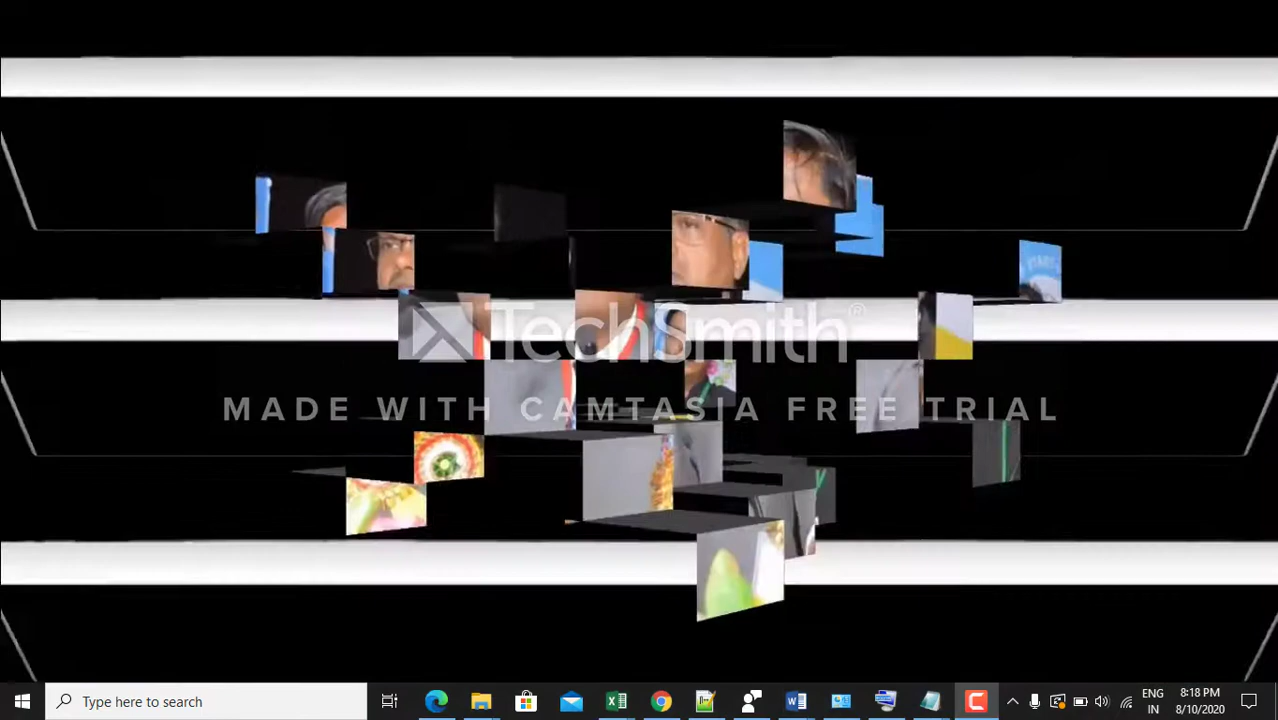 TechSmith®
MADE WITH CAMTASIA FREE TRIAL
Type here to search
ENG
IN
8:18 PM
8/10/2020